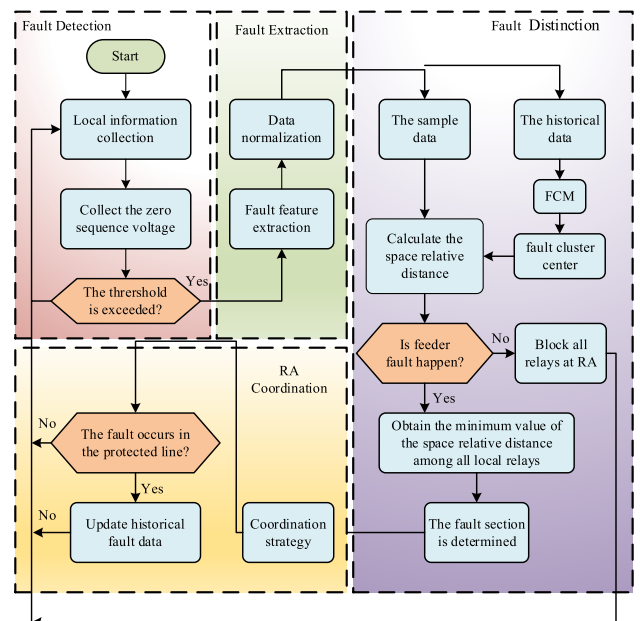 Fault Detection
Start
Local information
collection
Collect the zero
sequence voltage
The thrershold
is exceeded?
Yes
Fault Extraction
Data
normalization
Fault feature
extraction
Fault Distinction
The sample
data
The historical
data
FCM
fault cluster
center
Calculate the
space relative
distance
Is feeder
fault happen?
No
Block all
relays at RA
Yes
Obtain the minimum value of
the space relative distance
among all local relays
The fault section
is determined
RA
Coordination
No
The fault occurs in
the protected line?
Yes
No
Update historical
fault data
Coordination
strategy